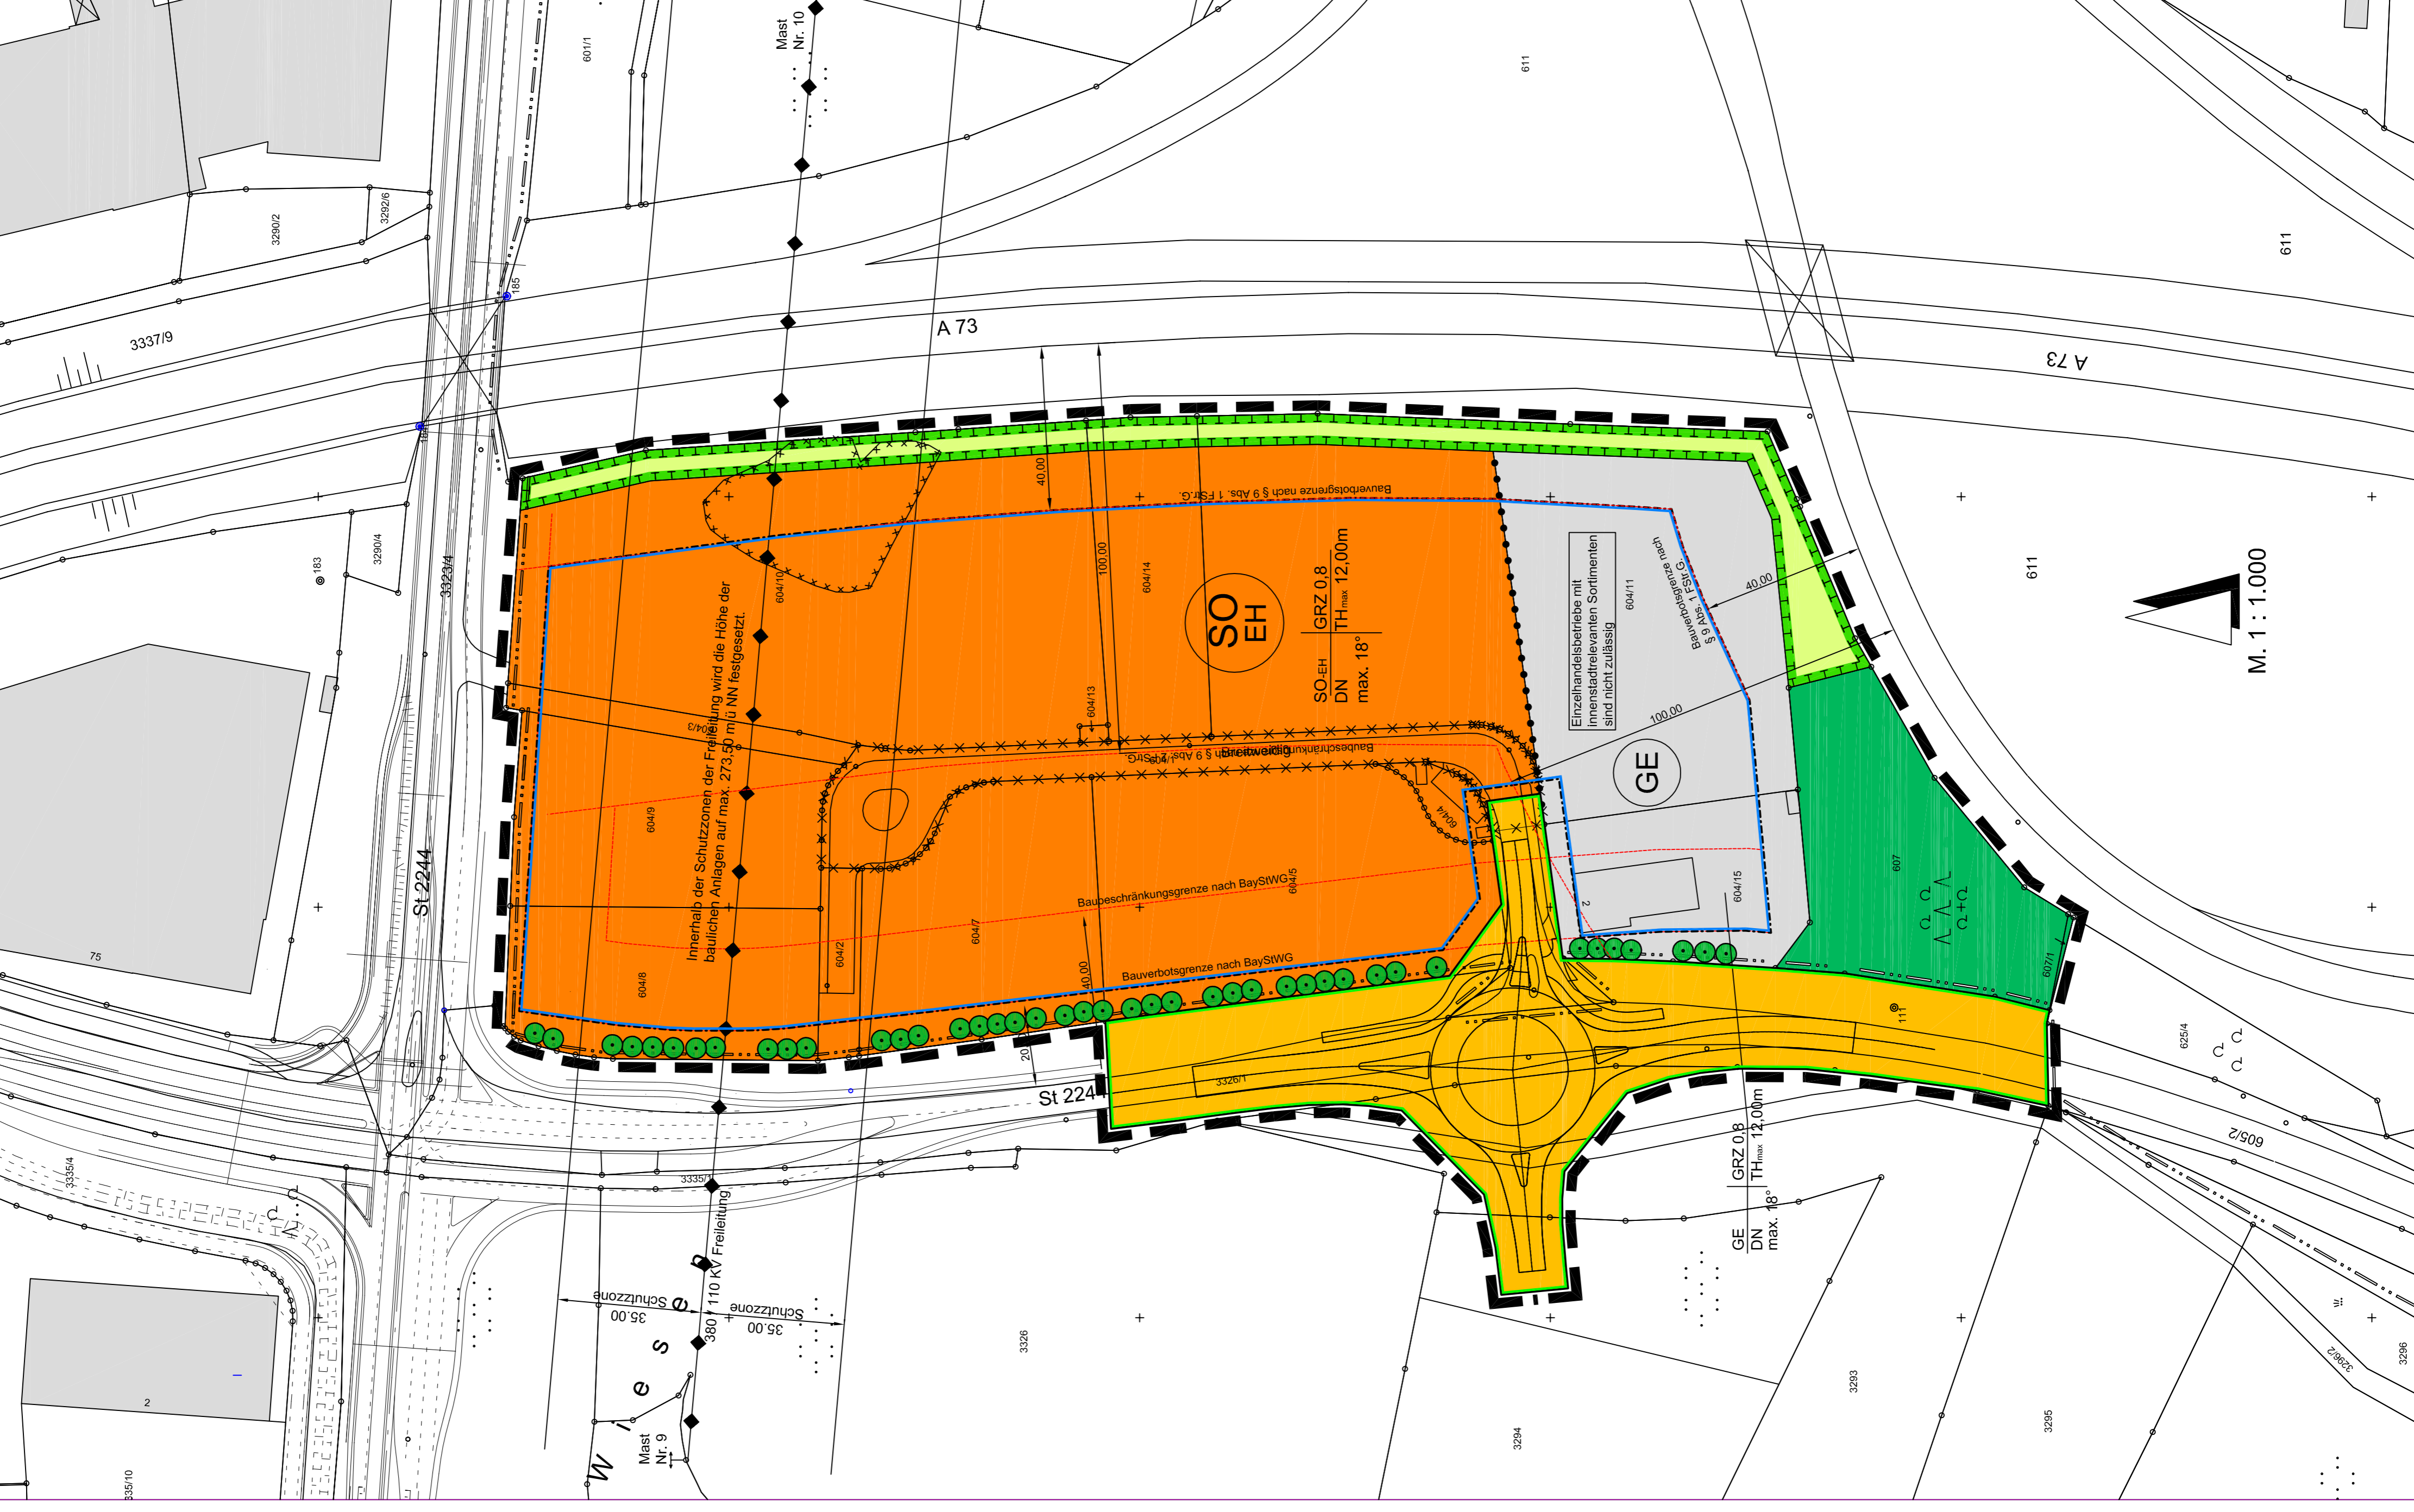 601/1
Mast
Nr. 10
611
3290/2
3292/6
3337/9
185
A 73
A 73
611
3290/4
183
3323/4
40.00
Bauverbotsgrenze nach § 9 Abs. 1 FStr.G.
100.00
604/10
604/14
SO
EH
SO-EH
GRZ 0,8
DN
THmax 12,00m
max. 18°
Einzelhandelsbetriebe mit
innenstadtrelevanten Sortimenten
sind nicht zulässig
604/11
Bauverbotsgrenze nach
§ 9 Abs. 1 FStr.G.
40.00
100.00
611
M. 1 : 1.000
Innerhalb der Schutzzonen der Freileitung wird die Höhe der
baulichen Anlagen auf max. 273,50 m ü NN festgesetzt.
604/3
604/13
604/9
604/4
GE
604/15
2
607
607/1
St 2244
75
604/8
604/2
604/7
604/5
Baubeschränkungsgrenze nach BayStWG
Bauverbotsgrenze nach BayStWG
40.00
20
St 224
3326/1
111
625/4
605/2
3335/4
3335/1
GE
GRZ 0,8
DN
THmax 12,00m
max. 18°
380 / 110 KV Freileitung
Schutzzone
35.00
Schutzzone
35.00
Wiesen
Mast
Nr. 9
3326
3294
3293
3295
3296/2
3296
2
335/10